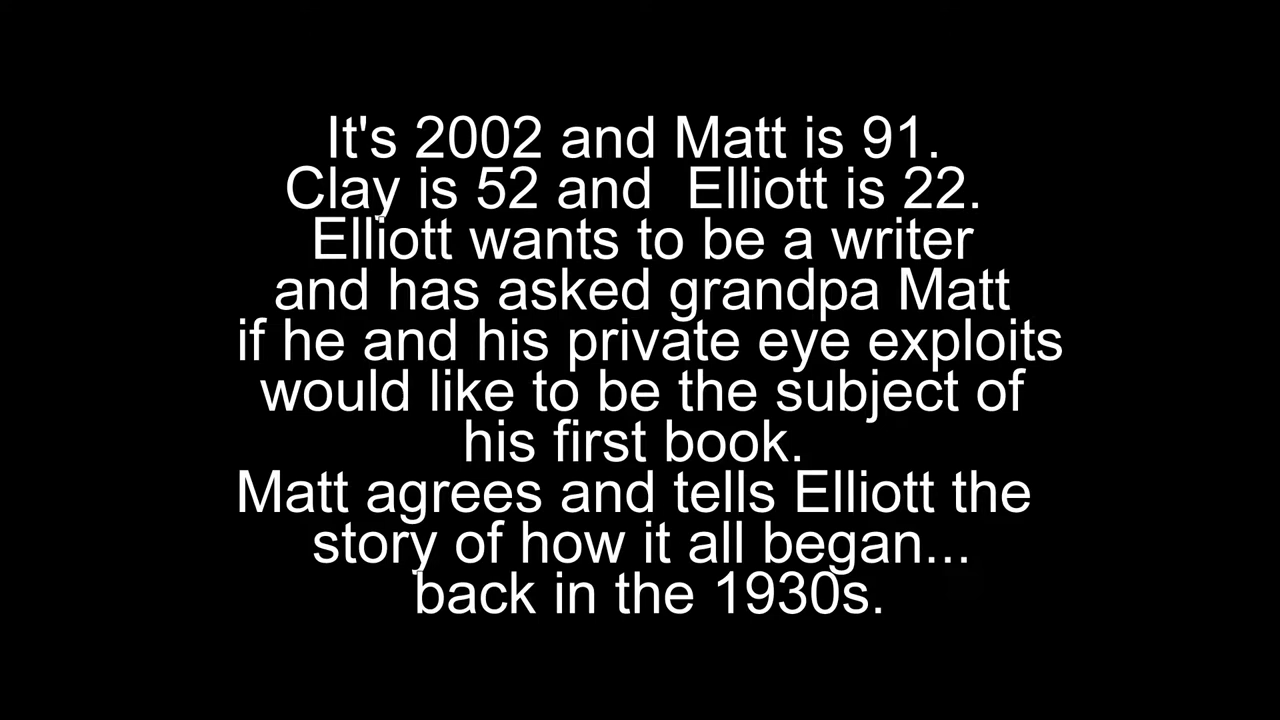 It's 2002 and Matt is 91.
Clay is 52 and  Elliott is 22.
Elliott wants to be a writer
and has asked grandpa Matt
if he and his private eye exploits
would like to be the subject of
his first book.
Matt agrees and tells Elliott the
story of how it all began...
back in the 1930s.